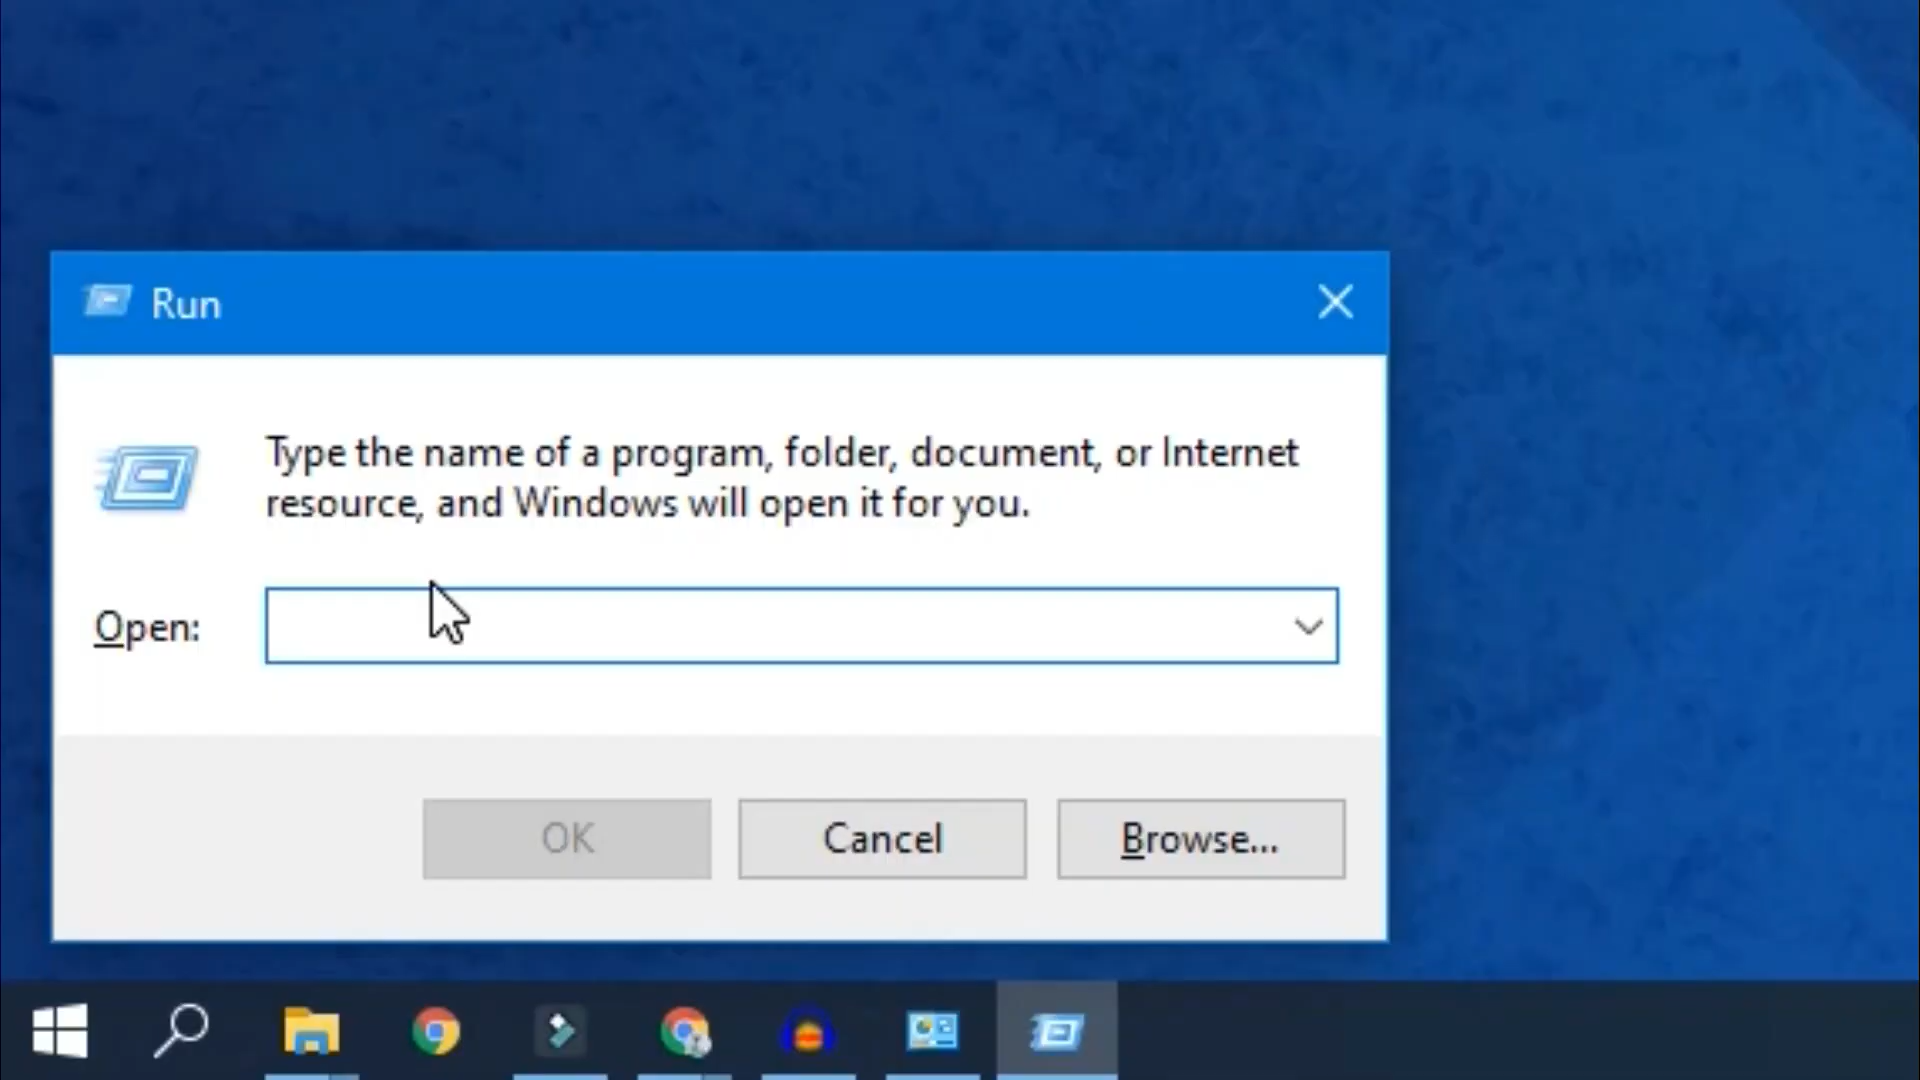 Run
Type the name of a program, folder, document, or Internet
resource, and Windows will open it for you.
Open:
OK
Cancel
Browse...